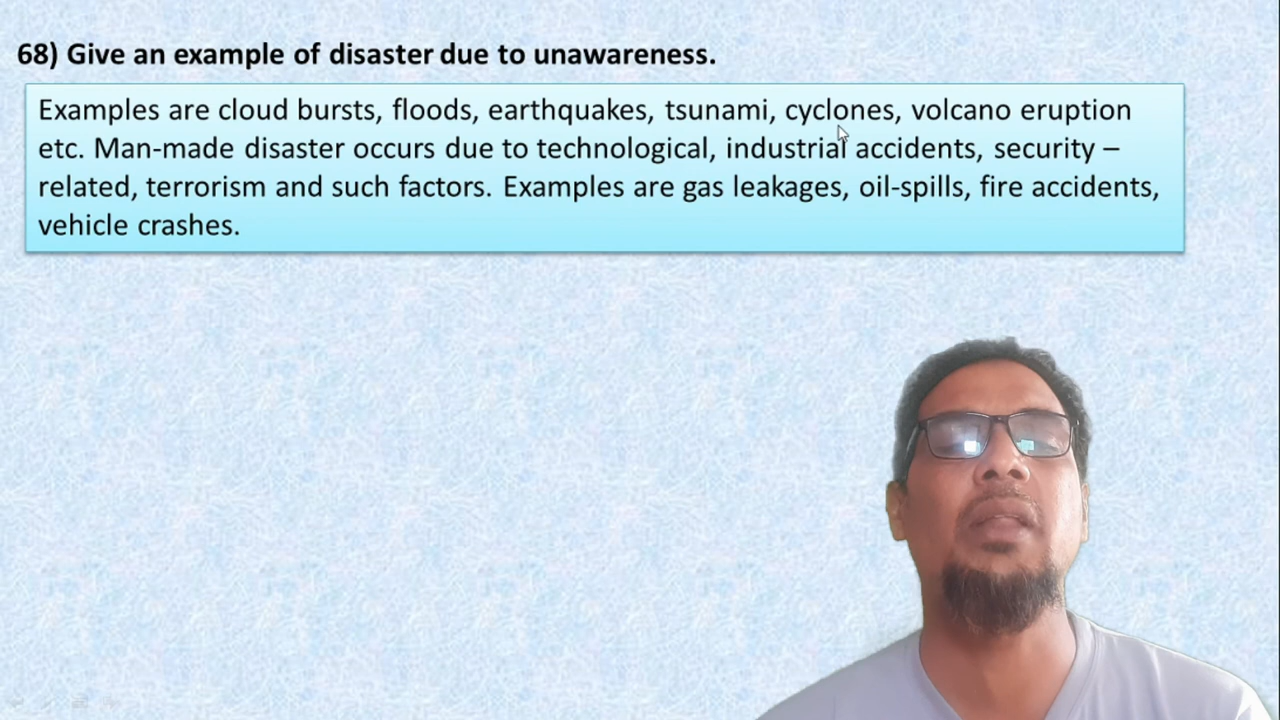 68) Give an example of disaster due to unawareness.
Examples are cloud bursts, floods, earthquakes, tsunami, cyclones, volcano eruption
etc. Man-made disaster occurs due to technological, industrial accidents, security –
related, terrorism and such factors. Examples are gas leakages, oil-spills, fire accidents,
vehicle crashes.